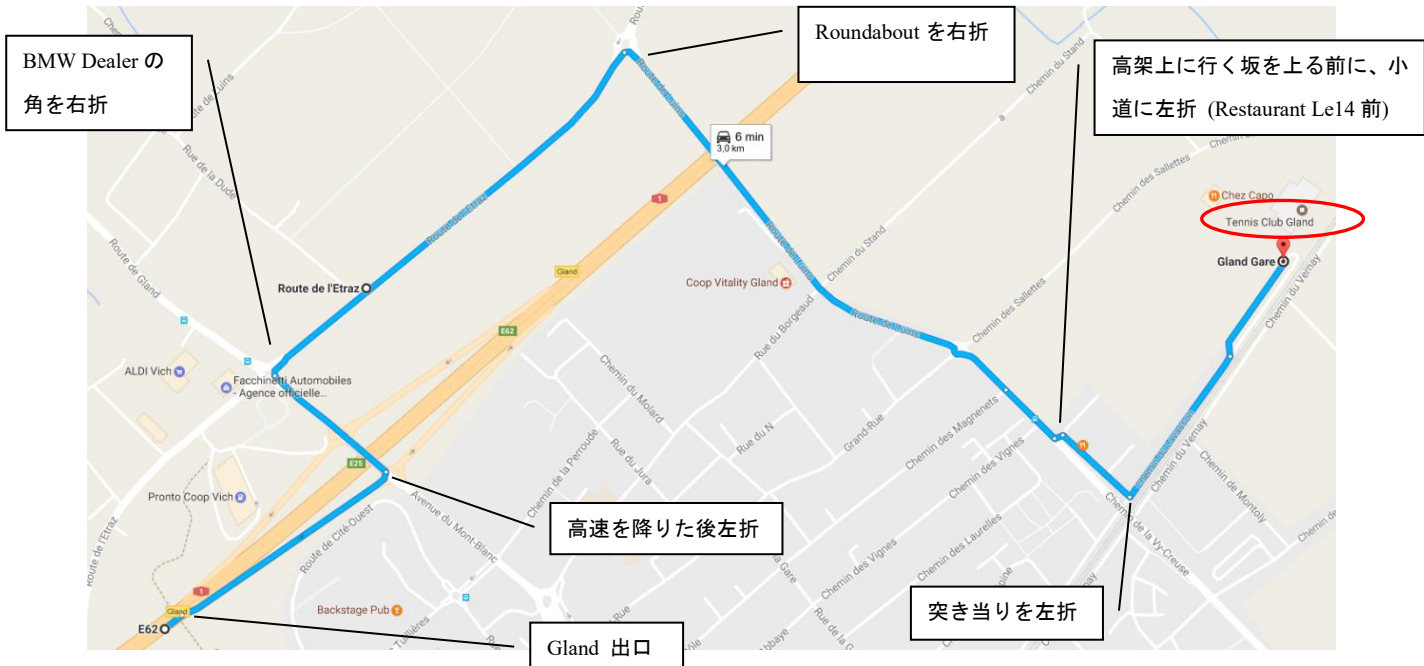 BMW Dealer の
角を右折
Roundabout を右折
高架上に行く坂を上る前に、小
道に左折 (Restaurant Le14 前)
高速を降りた後左折
突き当りを左折
Gland 出口
6 min
3,0 km
Route de Luins
Route de Luins
Route de Luins
Route de l'Etraz
Route de l'Etraz
Route de l'Etraz
Rue de la Dude
Route de Gland
ALDI Vich
Facchinetti Automobiles
- Agence officielle...
Pronto Coop Vich
E62
E62
E25
1
1
Gland
Gland
Route de Cité-Ouest
Avenue du Mont-Blanc
Backstage Pub
Chemin de la Perroude
Chemin du Molard
Rue du Jura
Rue du N
Rue du Borgeaud
Grand-Rue
Coop Vitality Gland
Chemin du Stand
Chemin du Stand
Chemin des Sallettes
Chemin des Sallettes
Chez Capo
Tennis Club Gland
Gland Gare
Chemin du Vernay
Chemin du Vernay
Chemin de Montoly
Chemin de la Vy-Creuse
Chemin des Magnenets
Chemin des Vignes
Chemin des Vignes
Chemin des Laurelles